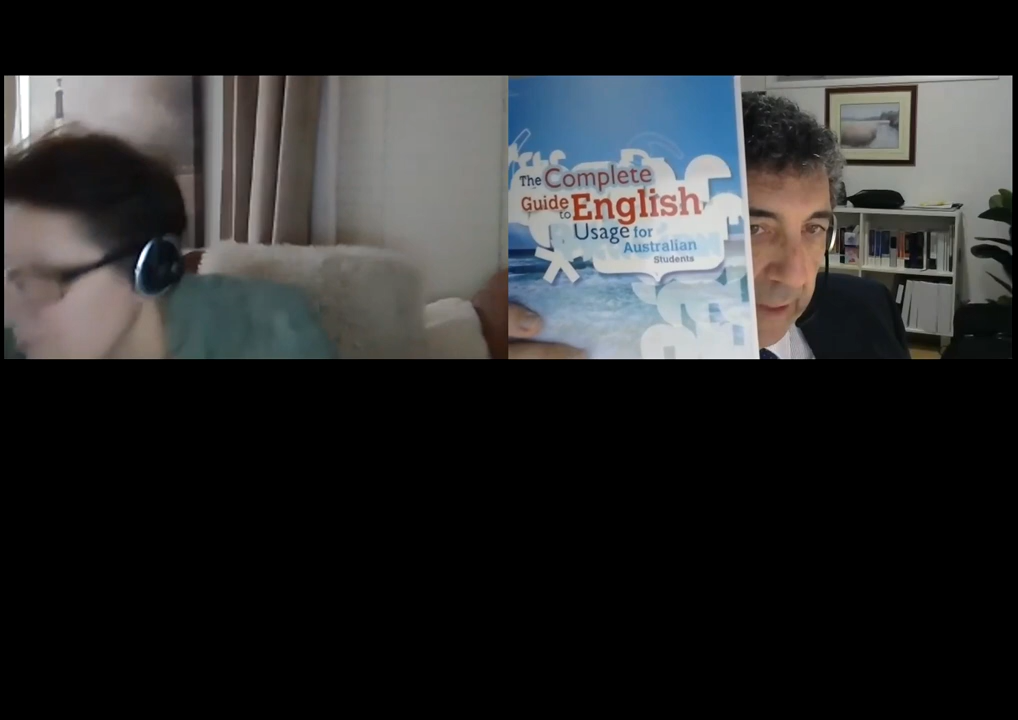 The Complete
Guide to English
Usage for
Australian
Students